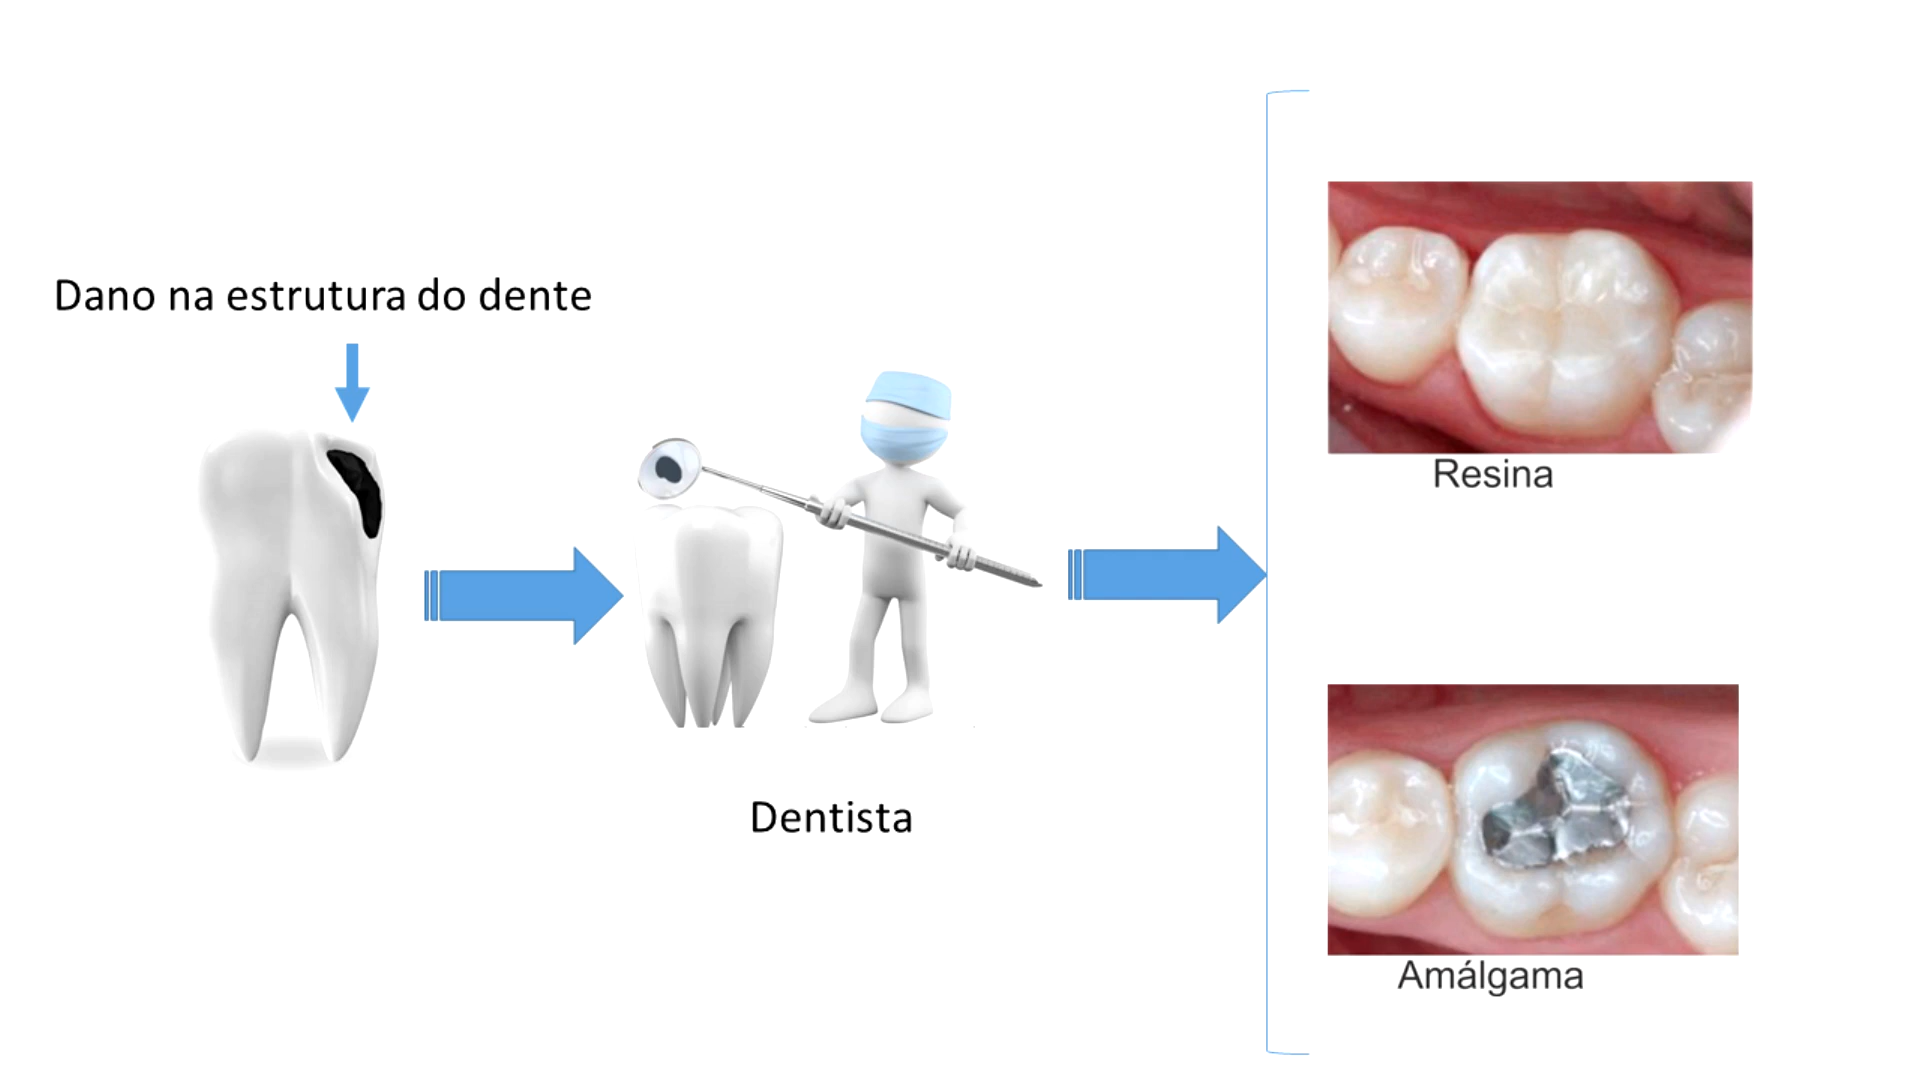 Dano na estrutura do dente
Dentista
Resina
Amálgama